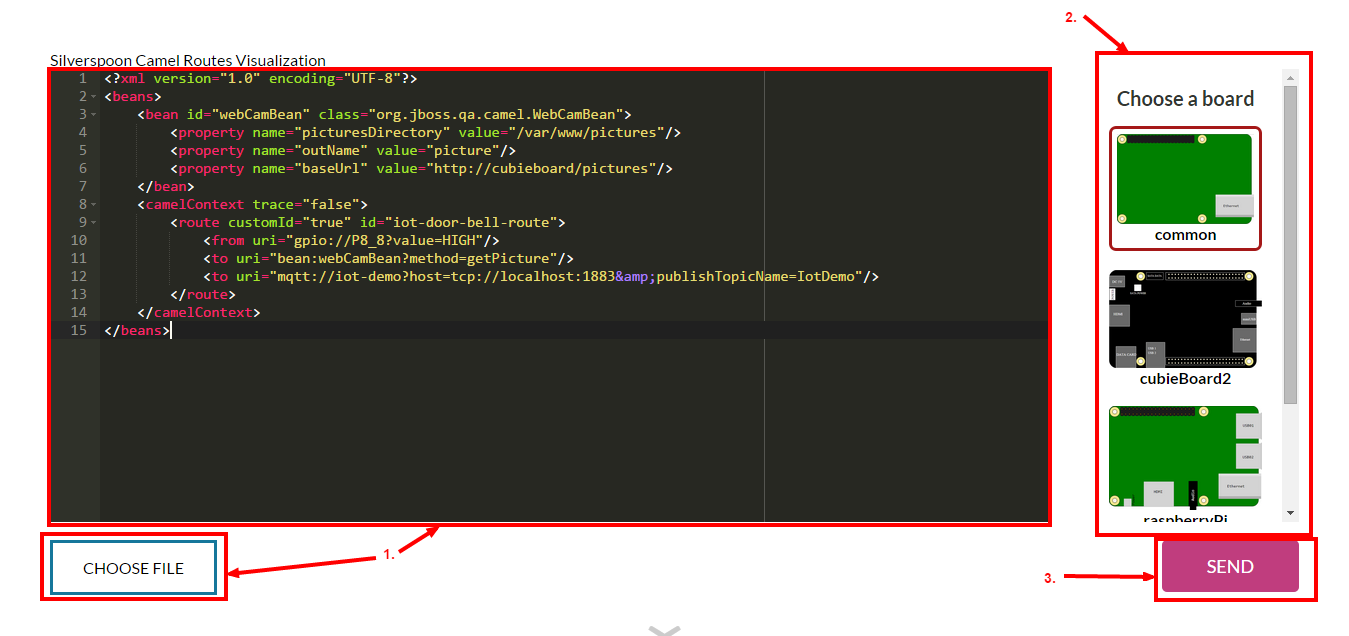 2.
Silverspoon Camel Routes Visualization
1 <?xml version="1.0" encoding="UTF-8"?>
2 <beans>
3 <bean id="webCamBean" class="org.jboss.qa.camel.WebCamBean">
4 <property name="picturesDirectory" value="/var/www/pictures"/>
5 <property name="outName" value="picture"/>
6 <property name="baseUrl" value="http://cubieboard/pictures"/>
7 </bean>
8 <camelContext trace="false">
9 <route customId="true" id="iot-door-bell-route">
10 <from uri="gpio://P8_8?value=HIGH"/>
11 <to uri="bean:webCamBean?method=getPicture"/>
12 <to uri="mqtt://iot-demo?host=tcp://localhost:1883&amp;publishTopicName=IotDemo"/>
13 </route>
14 </camelContext>
15 </beans>
Choose a board
Ethernet
common
cubieBoard2
Ethernet
Audio
raspberryPi
1.
CHOOSE FILE
3.
SEND